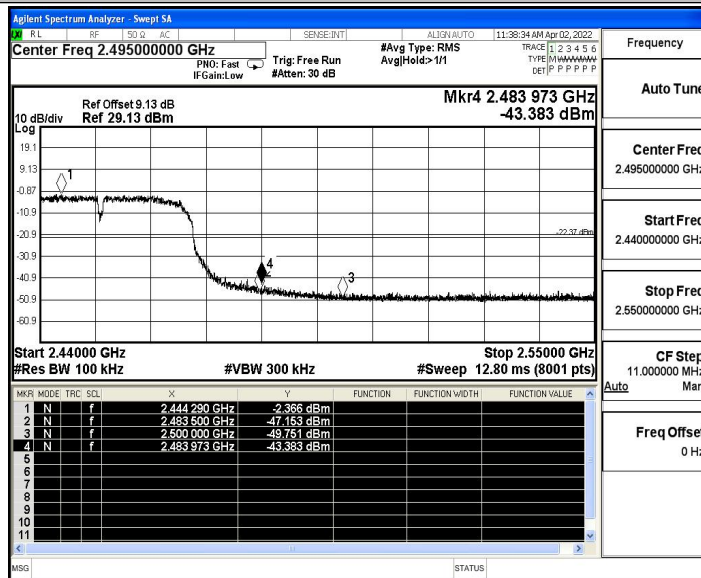 Agilent Spectrum Analyzer - Swept SA
LXI RL RF 50 Ω AC SENSE:INT ALIGN AUTO 11:38:34 AM Apr 02, 2022
Center Freq 2.495000000 GHz
PNO: Fast
IFGain:Low
Trig: Free Run
#Atten: 30 dB
#Avg Type: RMS
Avg|Hold:>1/1
TRACE 1 2 3 4 5 6
TYPE M W W W W W
DET P P P P P P
Ref Offset 9.13 dB
10 dB/div Ref 29.13 dBm
Log
Mkr4 2.483 973 GHz
-43.383 dBm
19.1
9.13
-0.87
-10.9
-20.9
-30.9
-40.9
-50.9
-60.9
1
-22.37 dBm
4
3
Start 2.44000 GHz Stop 2.55000 GHz
#Res BW 100 kHz #VBW 300 kHz #Sweep 12.80 ms (8001 pts)
MKR MODE TRC SCL X Y FUNCTION FUNCTION WIDTH FUNCTION VALUE
1 N f 2.444 290 GHz -2.366 dBm
2 N f 2.483 500 GHz -47.153 dBm
3 N f 2.500 000 GHz -49.751 dBm
4 N f 2.483 973 GHz -43.383 dBm
5
6
7
8
9
10
11
MSG STATUS
Frequency
Auto Tune
Center Freq
2.495000000 GHz
Start Freq
2.440000000 GHz
Stop Freq
2.550000000 GHz
CF Step
11.000000 MHz
Auto Man
Freq Offset
0 Hz